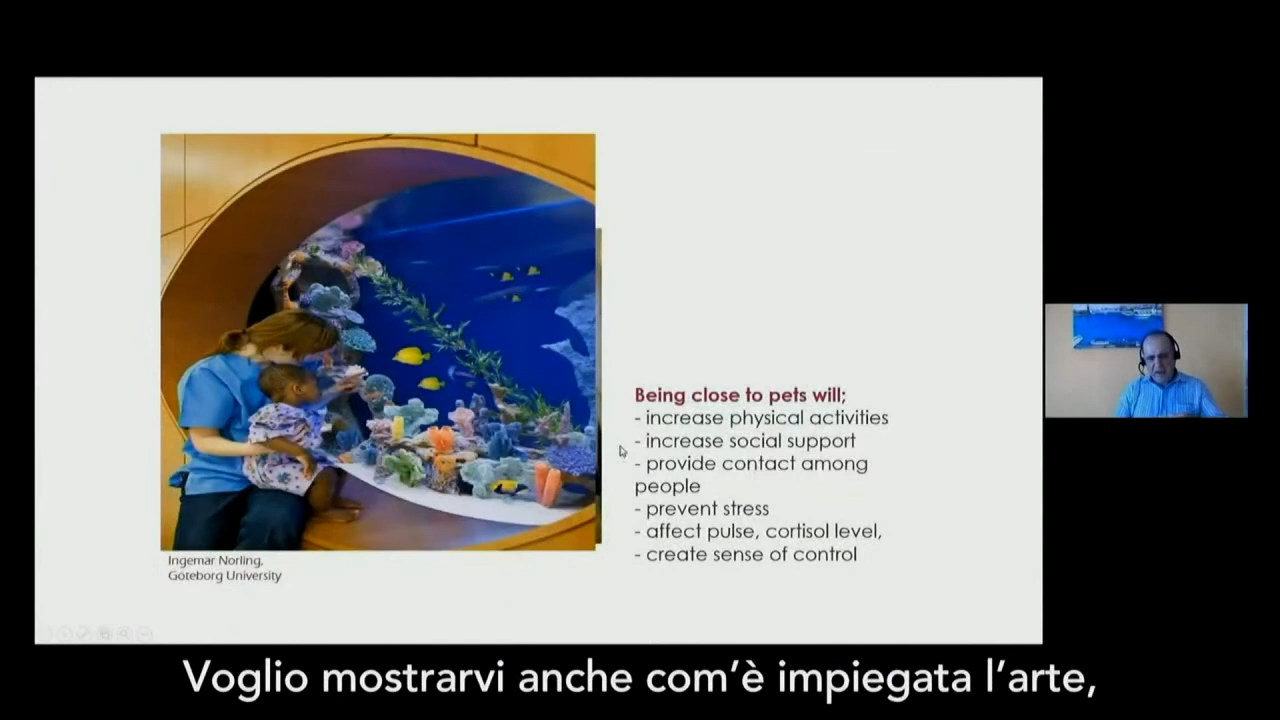 Being close to pets will;
- increase physical activities
- increase social support
- provide contact among
people
- prevent stress
- affect pulse, cortisol level,
- create sense of control
Ingemar Norling,
Göteborg University
Voglio mostrarvi anche com’è impiegata l’arte,